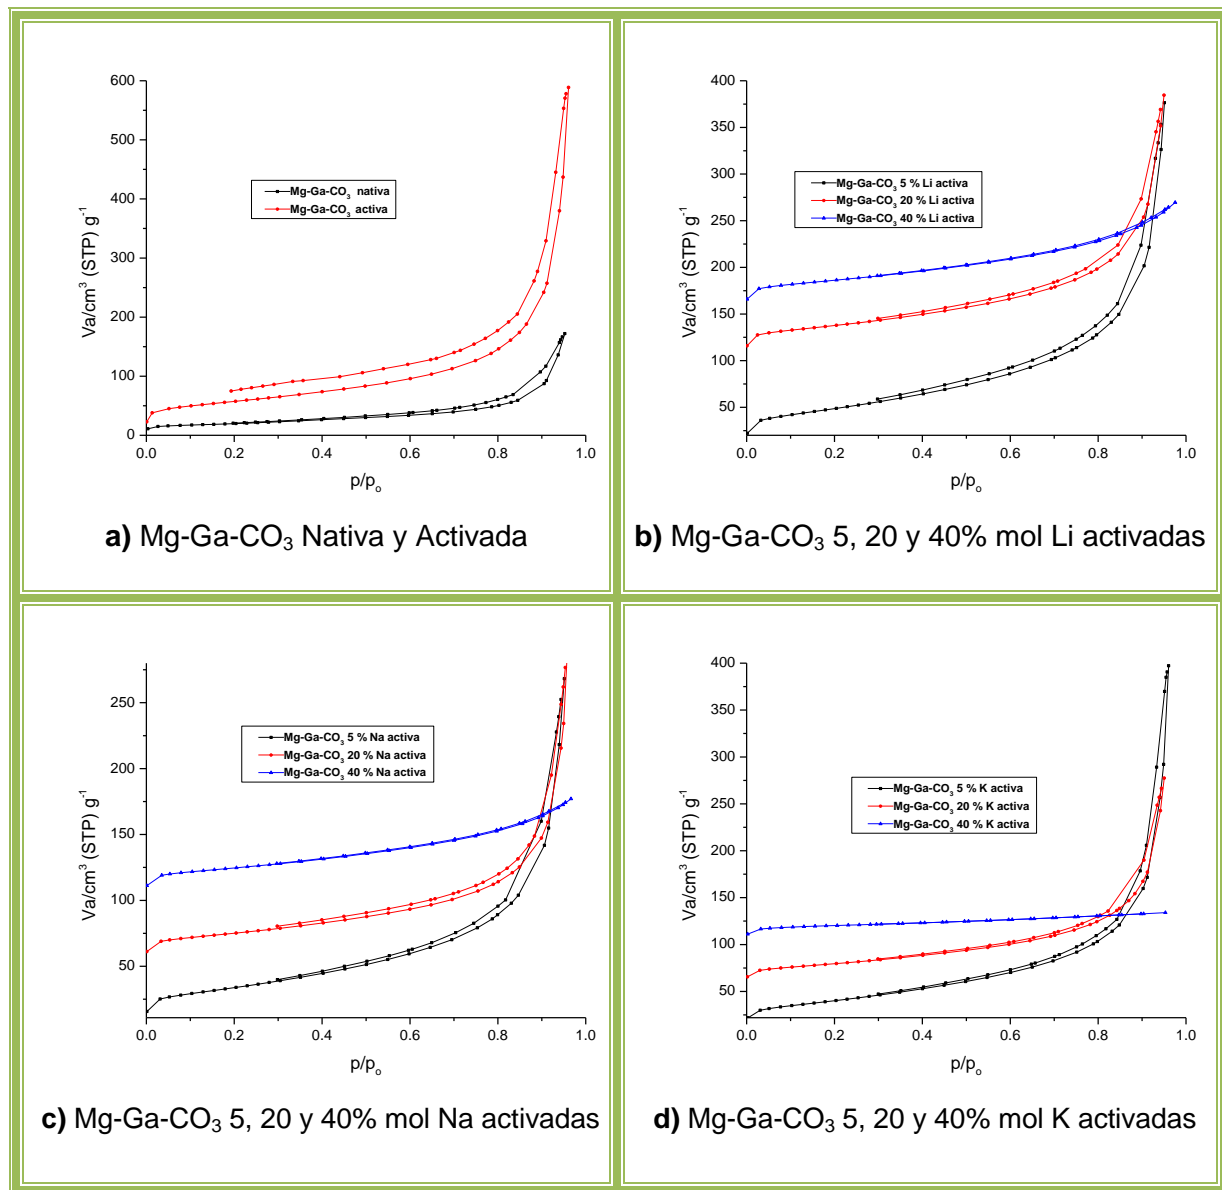 600
500
400
300
200
100
0
0.0 0.2 0.4 0.6 0.8 1.0
Va/cm³ (STP) g⁻¹
p/pₒ
Mg-Ga-CO₃ nativa
Mg-Ga-CO₃ activa
a) Mg-Ga-CO₃ Nativa y Activada
400
350
300
250
200
150
100
50
0.0 0.2 0.4 0.6 0.8 1.0
Va/cm³ (STP) g⁻¹
p/pₒ
Mg-Ga-CO₃ 5 % Li activa
Mg-Ga-CO₃ 20 % Li activa
Mg-Ga-CO₃ 40 % Li activa
b) Mg-Ga-CO₃ 5, 20 y 40% mol Li activadas
250
200
150
100
50
0.0 0.2 0.4 0.6 0.8 1.0
Va/cm³ (STP) g⁻¹
p/pₒ
Mg-Ga-CO₃ 5 % Na activa
Mg-Ga-CO₃ 20 % Na activa
Mg-Ga-CO₃ 40 % Na activa
c) Mg-Ga-CO₃ 5, 20 y 40% mol Na activadas
400
350
300
250
200
150
100
50
0.0 0.2 0.4 0.6 0.8 1.0
Va/cm³ (STP) g⁻¹
p/pₒ
Mg-Ga-CO₃ 5 % K activa
Mg-Ga-CO₃ 20 % K activa
Mg-Ga-CO₃ 40 % K activa
d) Mg-Ga-CO₃ 5, 20 y 40% mol K activadas